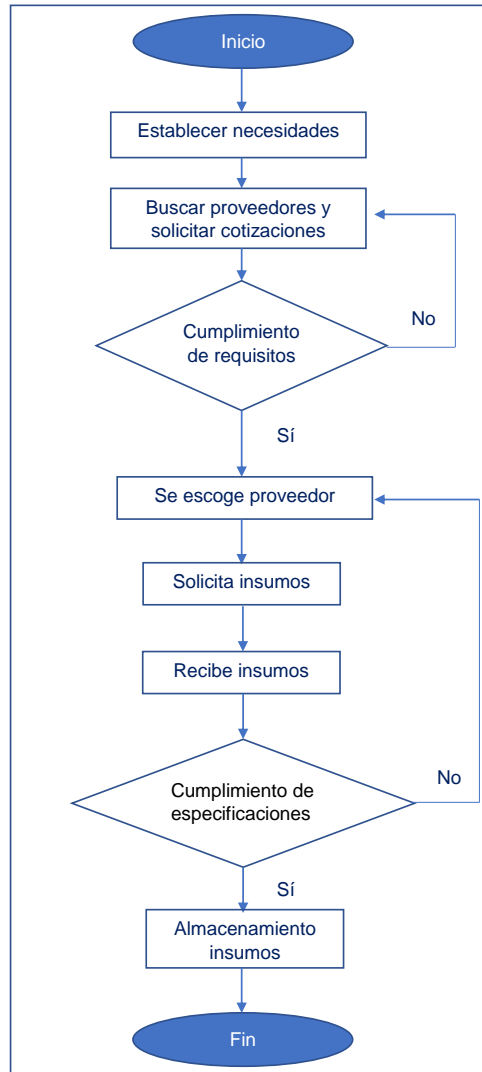 Inicio
Establecer necesidades
Buscar proveedores y
solicitar cotizaciones
Cumplimiento
de requisitos
No
Sí
Se escoge proveedor
Solicita insumos
Recibe insumos
Cumplimiento de
especificaciones
No
Sí
Almacenamiento
insumos
Fin